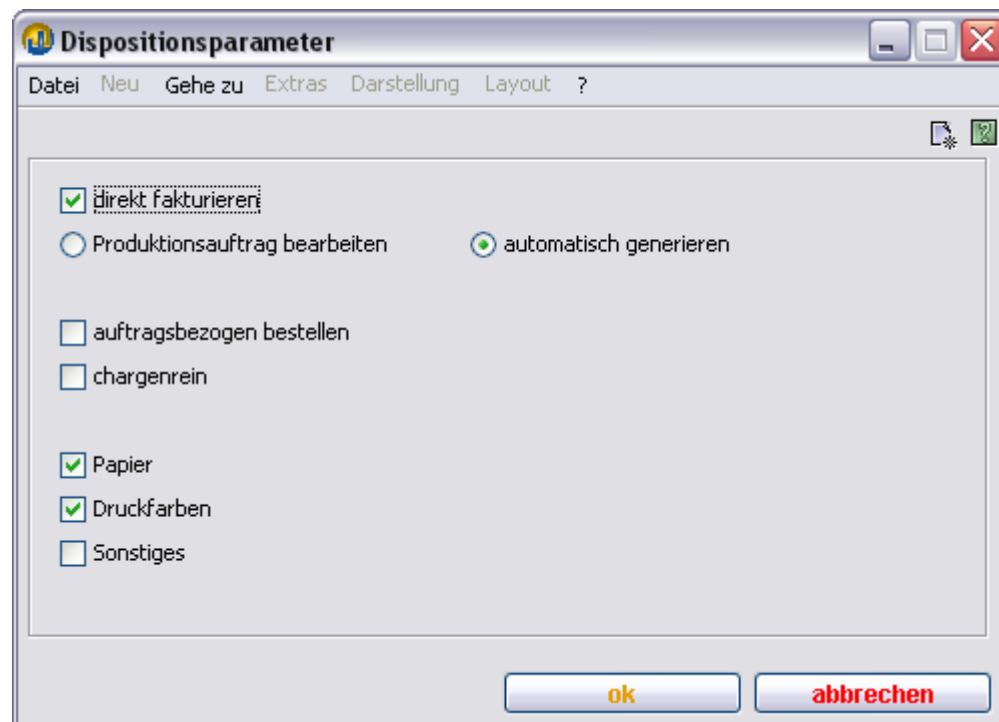 Dispositionsparameter
Datei Neu Gehe zu Extras Darstellung Layout ?
direkt fakturieren
Produktionsauftrag bearbeiten automatisch generieren
auftragsbezogen bestellen
chargenrein
Papier
Druckfarben
Sonstiges
ok abbrechen